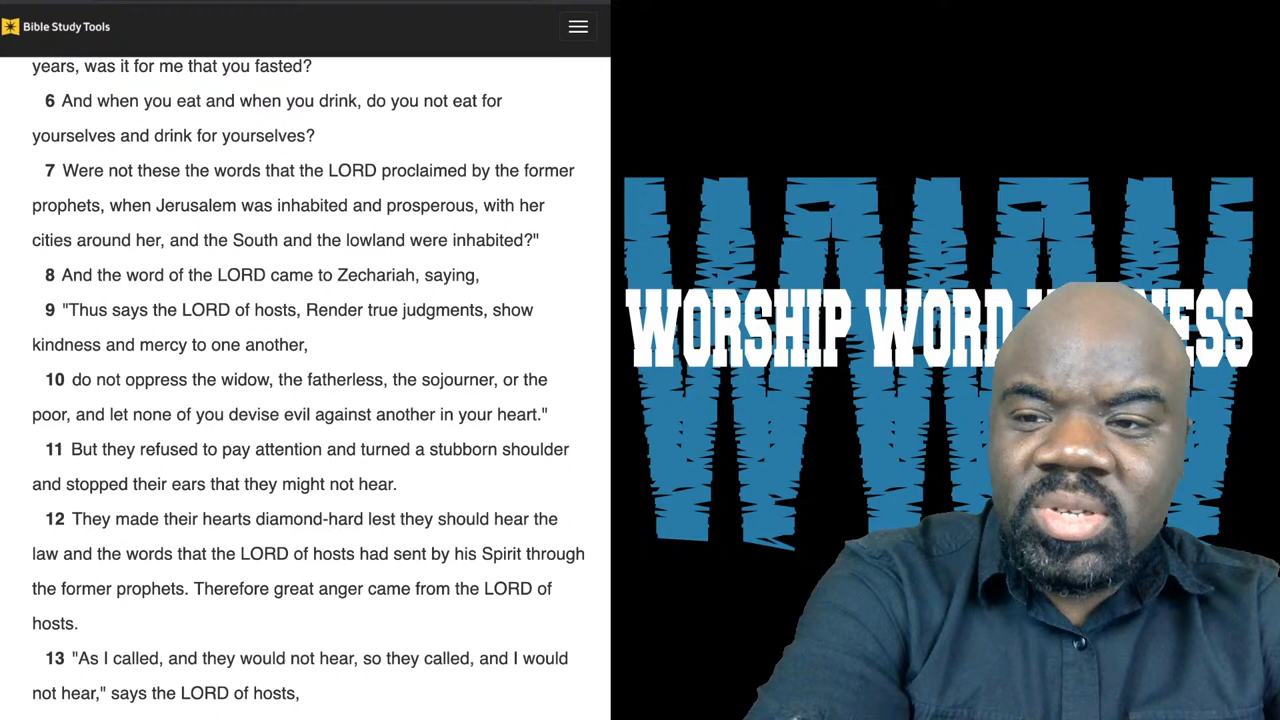 Bible Study Tools
years, was it for me that you fasted?
6 And when you eat and when you drink, do you not eat for
yourselves and drink for yourselves?
7 Were not these the words that the LORD proclaimed by the former
prophets, when Jerusalem was inhabited and prosperous, with her
cities around her, and the South and the lowland were inhabited?"
8 And the word of the LORD came to Zechariah, saying,
9 "Thus says the LORD of hosts, Render true judgments, show
kindness and mercy to one another,
10 do not oppress the widow, the fatherless, the sojourner, or the
poor, and let none of you devise evil against another in your heart."
11 But they refused to pay attention and turned a stubborn shoulder
and stopped their ears that they might not hear.
12 They made their hearts diamond-hard lest they should hear the
law and the words that the LORD of hosts had sent by his Spirit through
the former prophets. Therefore great anger came from the LORD of
hosts.
13 "As I called, and they would not hear, so they called, and I would
not hear," says the LORD of hosts,
WWW
WORSHIP WORD